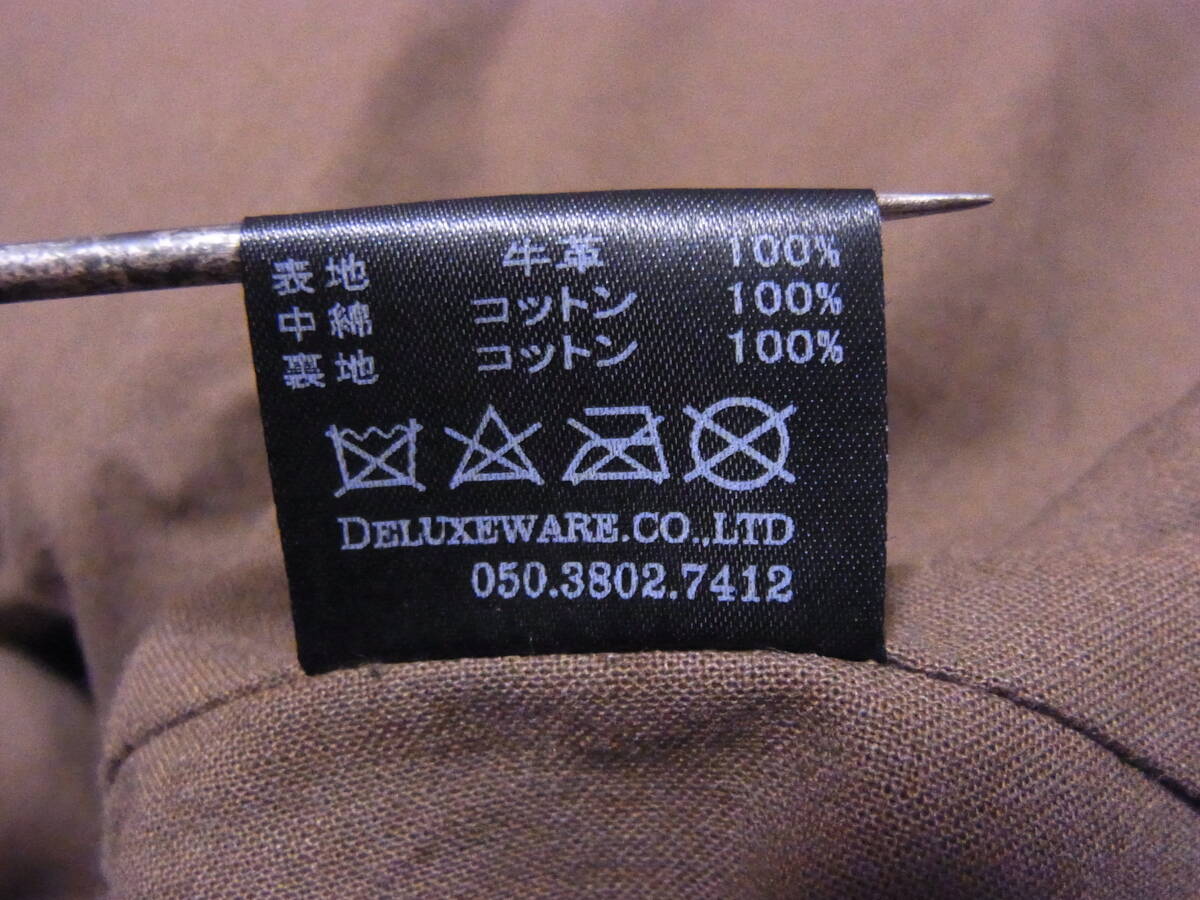 表地 牛革 100%
中綿 コットン 100%
裏地 コットン 100%
DELUXEWARE.CO.,LTD
050.3802.7412